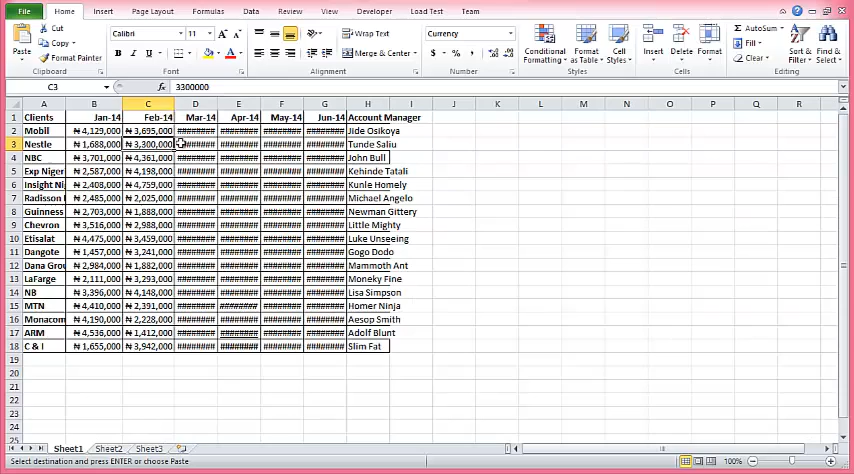 File Home Insert Page Layout Formulas Data Review View Developer Load Test Team
Paste
Cut
Copy
Format Painter
Clipboard
Calibri 11
B I U
Font
Wrap Text
Merge & Center
Alignment
Currency
$ % ,
Number
Conditional Formatting
Format as Table
Cell Styles
Styles
Insert Delete Format
Cells
AutoSum
Fill
Clear
Sort & Filter
Find & Select
Editing
C3 fx 3300000
A B C D E F G H I J K L M N O P Q R
1 Clients Jan-14 Feb-14 Mar-14 Apr-14 May-14 Jun-14 Account Manager
2 Mobil ₦ 4,129,000 ₦ 3,695,000 ######## ######## ######## ######## Jide Osikoya
3 Nestle ₦ 1,688,000 ₦ 3,300,000 ######## ######## ######## ######## Tunde Saliu
4 NBC ₦ 3,701,000 ₦ 4,361,000 ######## ######## ######## ######## John Bull
5 Exp Niger ₦ 2,587,000 ₦ 4,198,000 ######## ######## ######## ######## Kehinde Tatali
6 Insight Ni ₦ 2,408,000 ₦ 4,759,000 ######## ######## ######## ######## Kunle Homely
7 Radisson ₦ 2,485,000 ₦ 2,025,000 ######## ######## ######## ######## Michael Angelo
8 Guinness ₦ 2,703,000 ₦ 1,888,000 ######## ######## ######## ######## Newman Gittery
9 Chevron ₦ 3,516,000 ₦ 2,988,000 ######## ######## ######## ######## Little Mighty
10 Etisalat ₦ 4,475,000 ₦ 3,459,000 ######## ######## ######## ######## Luke Unseeing
11 Dangote ₦ 1,457,000 ₦ 3,241,000 ######## ######## ######## ######## Gogo Dodo
12 Dana Grou ₦ 2,984,000 ₦ 1,882,000 ######## ######## ######## ######## Mammoth Ant
13 LaFarge ₦ 2,111,000 ₦ 3,293,000 ######## ######## ######## ######## Moneky Fine
14 NB ₦ 3,396,000 ₦ 4,148,000 ######## ######## ######## ######## Lisa Simpson
15 MTN ₦ 4,410,000 ₦ 2,391,000 ######## ######## ######## ######## Homer Ninja
16 Monacom ₦ 4,190,000 ₦ 2,228,000 ######## ######## ######## ######## Aesop Smith
17 ARM ₦ 4,536,000 ₦ 1,412,000 ######## ######## ######## ######## Adolf Blunt
18 C & I ₦ 1,655,000 ₦ 3,942,000 ######## ######## ######## ######## Slim Fat
19
20
21
22
23
24
25
Sheet1 Sheet2 Sheet3
Select destination and press ENTER or choose Paste 100%